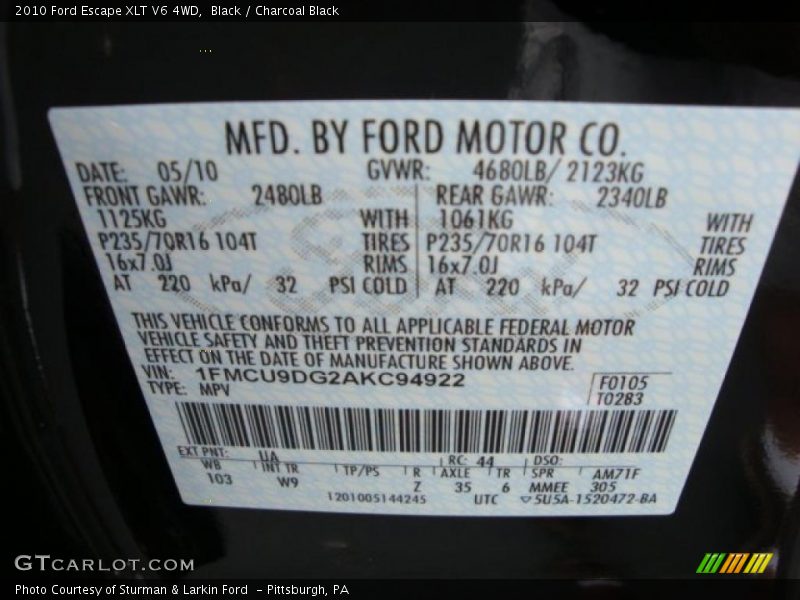 2010 Ford Escape XLT V6 4WD, Black / Charcoal Black
MFD. BY FORD MOTOR CO.
DATE: 05/10 GVWR: 4680LB/ 2123KG
FRONT GAWR: 2480LB REAR GAWR: 2340LB
1125KG WITH 1061KG WITH
P235/70R16 104T TIRES P235/70R16 104T TIRES
16x7.0J RIMS 16x7.0J RIMS
AT 220 kPa/ 32 PSI COLD AT 220 kPa/ 32 PSI COLD
THIS VEHICLE CONFORMS TO ALL APPLICABLE FEDERAL MOTOR
VEHICLE SAFETY AND THEFT PREVENTION STANDARDS IN
EFFECT ON THE DATE OF MANUFACTURE SHOWN ABOVE.
VIN: 1FMCU9DG2AKC94922 F0105
TYPE: MPV T0283
EXT PNT: UA RC: 44 DSO:
WB INT TR TP/PS R AXLE TR SPR AM71F
103 W9 Z 35 6 MMEE 305
1201005144245 UTC ▽5U5A-1520472-BA
GTCARLOT.COM
Photo Courtesy of Sturman & Larkin Ford - Pittsburgh, PA